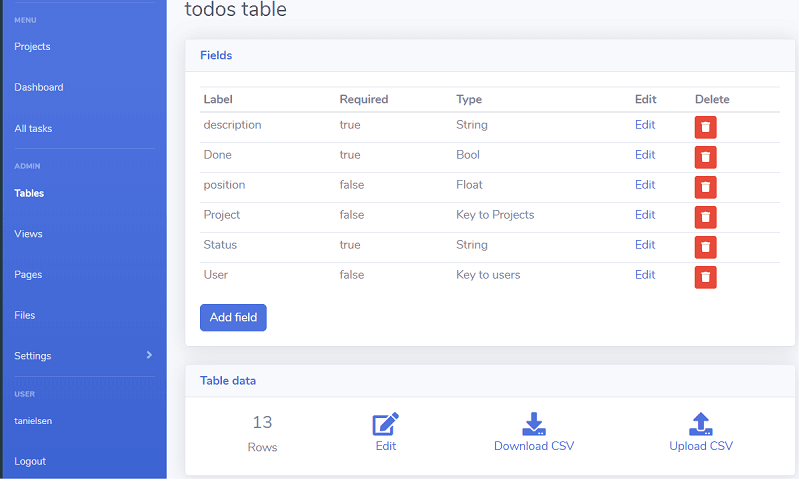 MENU
Projects
Dashboard
All tasks
ADMIN
Tables
Views
Pages
Files
Settings
USER
tanielsen
Logout
todos table
Fields
Label Required Type Edit Delete
description true String Edit
Done true Bool Edit
position false Float Edit
Project false Key to Projects Edit
Status true String Edit
User false Key to users Edit
Add field
Table data
13
Rows
Edit
Download CSV
Upload CSV